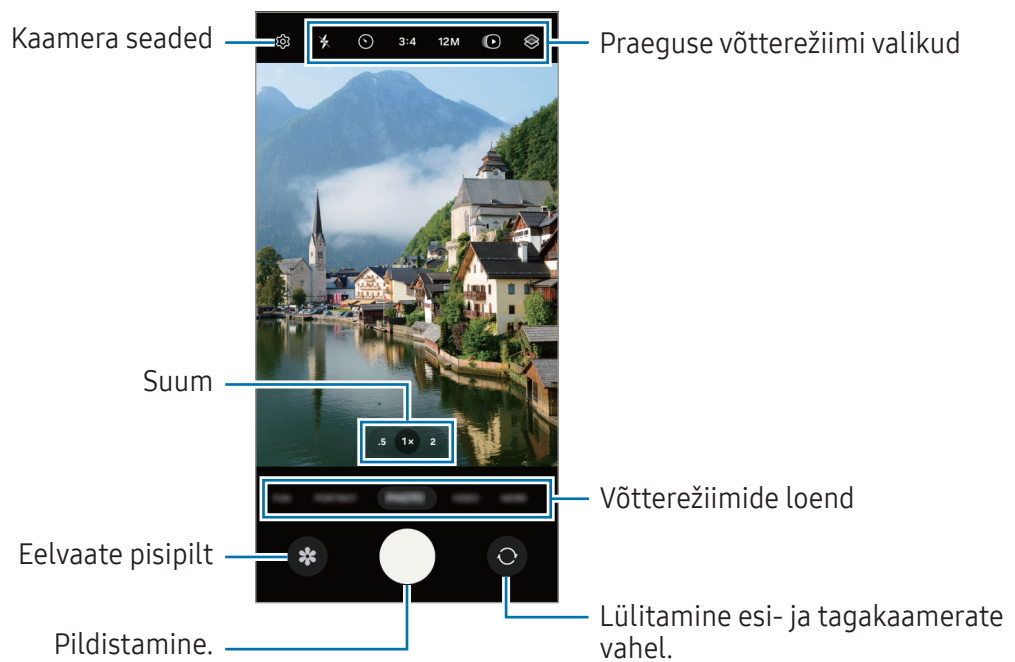 Kaamera seaded
3:4
12M
Praeguse võtterežiimi valikud
Suum
.5
1×
2
Võtterežiimide loend
Eelvaate pisipilt
Pildistamine.
Lülitamine esi- ja tagakaamerate
vahel.